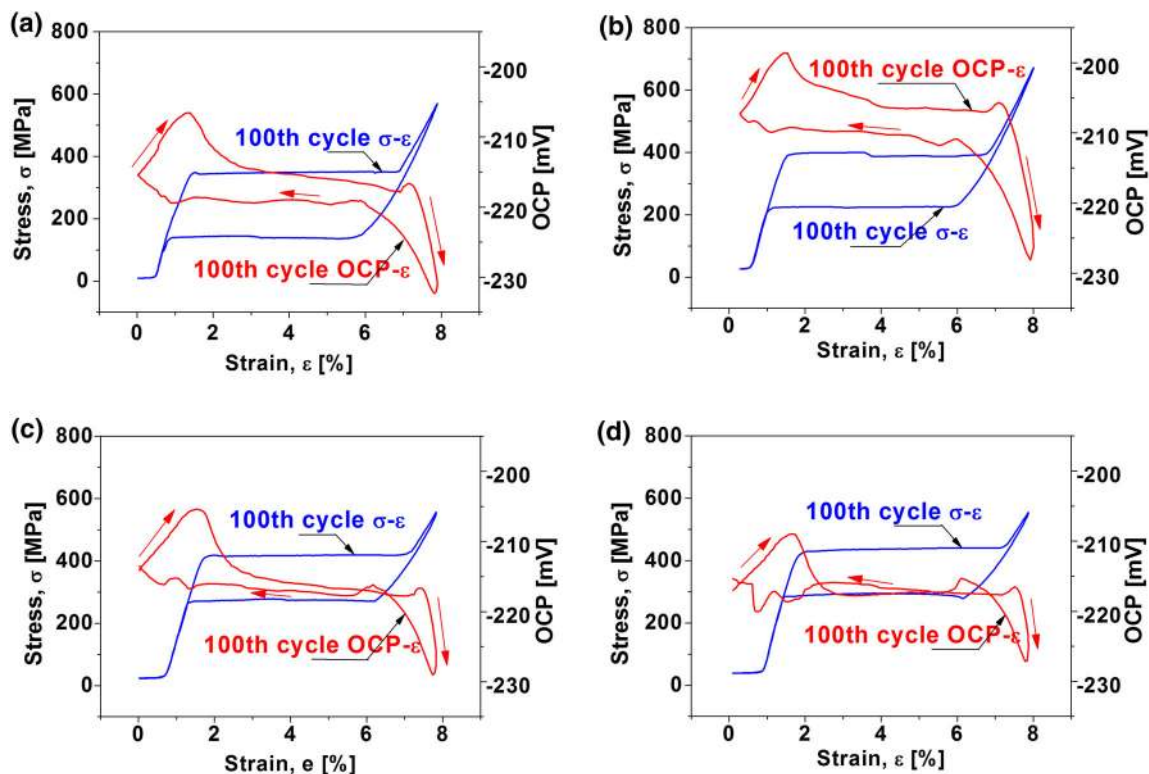 (a)
800
600
400
200
0
Stress, σ [MPa]
100th cycle σ-ε
100th cycle OCP-ε
-200
-210
-220
-230
OCP [mV]
0 2 4 6 8
Strain, ε [%]
(b)
800
600
400
200
0
Stress, σ [MPa]
100th cycle OCP-ε
100th cycle σ-ε
-200
-210
-220
-230
OCP [mV]
0 2 4 6 8
Strain, ε [%]
(c)
800
600
400
200
0
Stress, σ [MPa]
100th cycle σ-ε
100th cycle OCP-ε
-200
-210
-220
-230
OCP [mV]
0 2 4 6 8
Strain, e [%]
(d)
800
600
400
200
0
Stress, σ [MPa]
100th cycle σ-ε
100th cycle OCP-ε
-200
-210
-220
-230
OCP [mV]
0 2 4 6 8
Strain, ε [%]